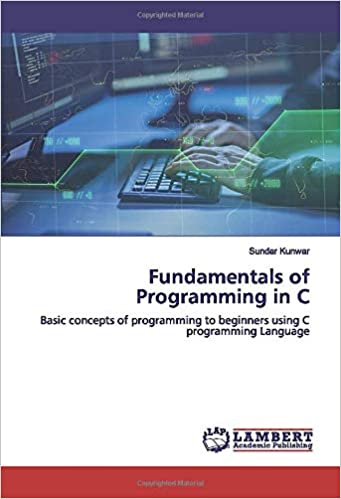 Copyrighted Material
Sundar Kunwar
Fundamentals of
Programming in C
Basic concepts of programming to beginners using C
programming Language
LAP
LAMBERT
Academic Publishing
Copyrighted Material